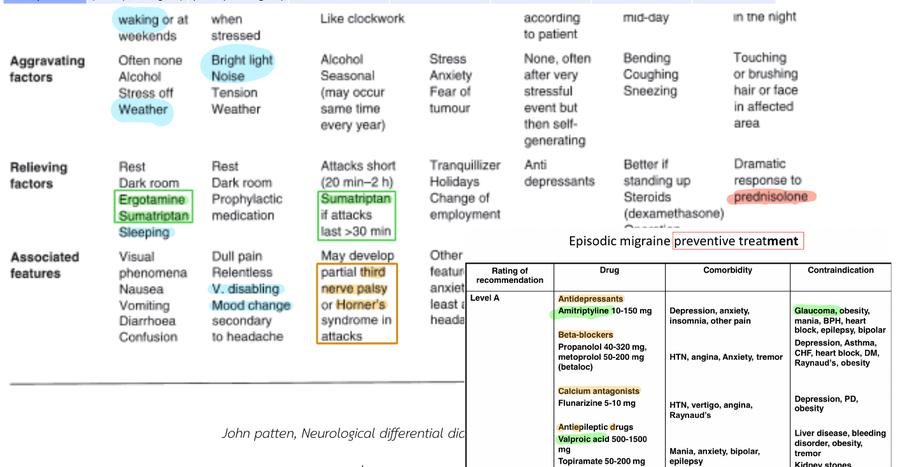 waking or at
weekends
when
stressed
Like clockwork
according
to patient
mid-day
in the night
Aggravating
factors
Often none
Alcohol
Stress off
Weather
Bright light
Noise
Tension
Weather
Alcohol
Seasonal
(may occur
same time
every year)
Stress
Anxiety
Fear of
tumour
None, often
after very
stressful
event but
then self-
generating
Bending
Coughing
Sneezing
Touching
or brushing
hair or face
in affected
area
Relieving
factors
Rest
Dark room
Ergotamine
Sumatriptan
Sleeping
Rest
Dark room
Prophylactic
medication
Attacks short
(20 min–2 h)
Sumatriptan
if attacks
last >30 min
Tranquillizer
Holidays
Change of
employment
Anti
depressants
Better if
standing up
Steroids
(dexamethasone)
Dramatic
response to
prednisolone
Associated
features
Visual
phenomena
Nausea
Vomiting
Diarrhoea
Confusion
Dull pain
Relentless
V. disabling
Mood change
secondary
to headache
May develop
partial third
nerve palsy
or Horner's
syndrome in
attacks
Other
featur
anxiet
least a
heada
John patten, Neurological differential dic
Episodic migraine preventive treatment
Rating of
recommendation
Drug
Comorbidity
Contraindication
Level A
Antidepressants
Amitriptyline 10-150 mg
Depression, anxiety,
insomnia, other pain
Glaucoma, obesity,
mania, BPH, heart
block, epilepsy, bipolar
Beta-blockers
Propanolol 40-320 mg,
metoprolol 50-200 mg
(betaloc)
HTN, angina, Anxiety, tremor
Depression, Asthma,
CHF, heart block, DM,
Raynaud's, obesity
Calcium antagonists
Flunarizine 5-10 mg
HTN, vertigo, angina,
Raynaud's
Depression, PD,
obesity
Antiepileptic drugs
Valproic acid 500-1500
mg
Topiramate 50-200 mg
Mania, anxiety, bipolar,
epilepsy
Liver disease, bleeding
disorder, obesity,
tremor
Kidney stones